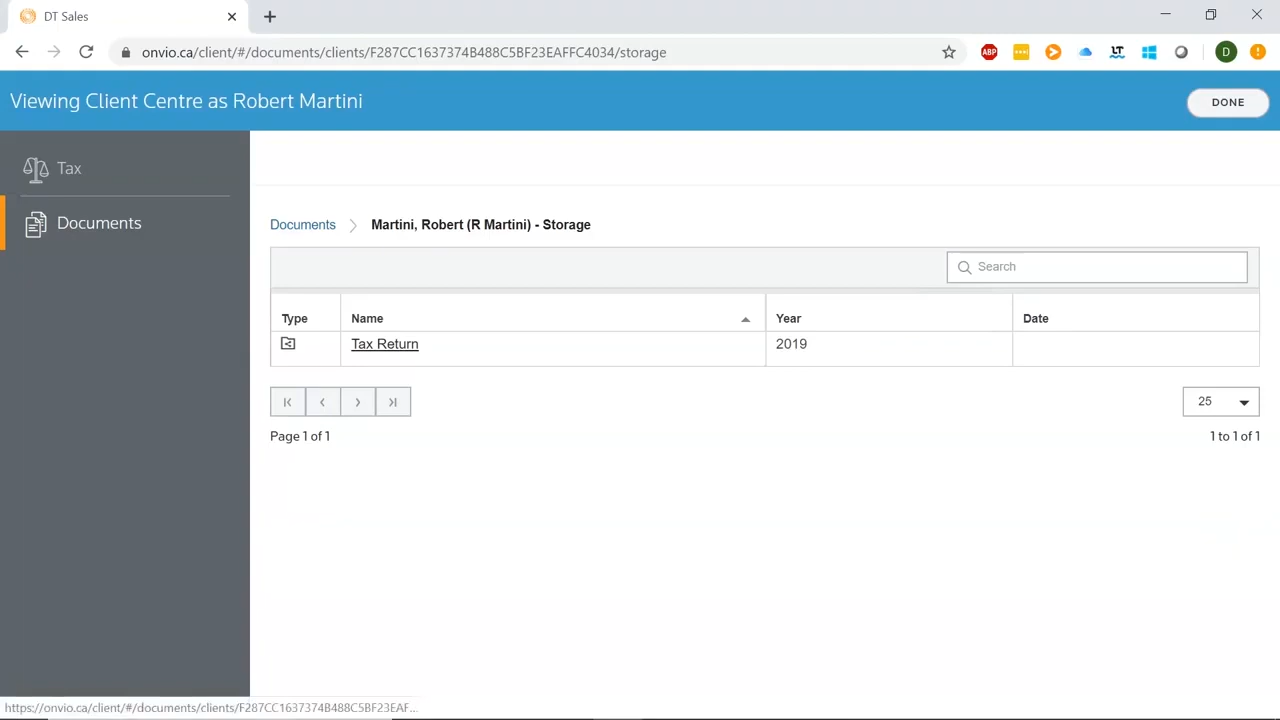 DT Sales
onvio.ca/client/#/documents/clients/F287CC1637374B488C5BF23EAFFC4034/storage
ABP
LT
D
Viewing Client Centre as Robert Martini
DONE
Tax
Documents
Documents
Martini, Robert (R Martini) - Storage
Search
Type Name Year Date
Tax Return 2019
25
Page 1 of 1
1 to 1 of 1
https://onvio.ca/client/#/documents/clients/F287CC1637374B488C5BF23EAF...